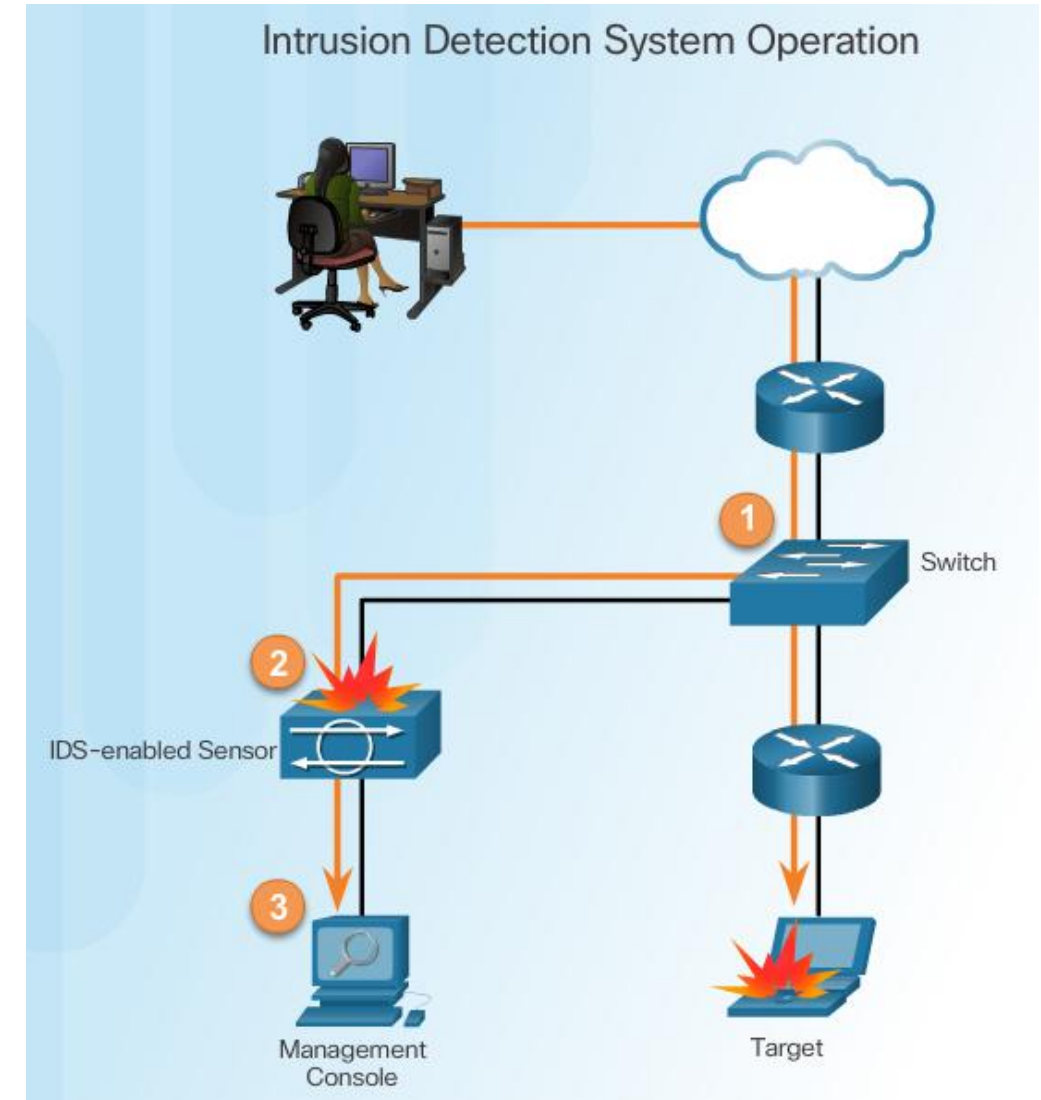 Intrusion Detection System Operation
1
Switch
2
IDS-enabled Sensor
3
Management
Console
Target